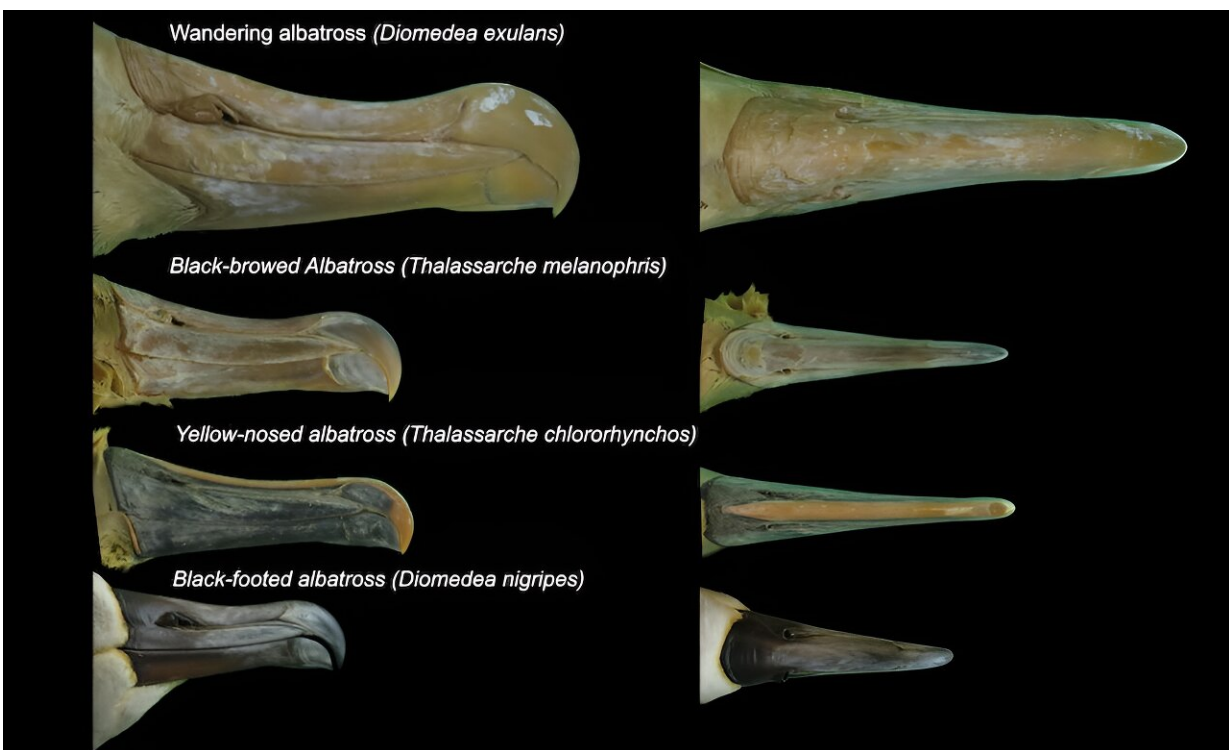 Wandering albatross (Diomedea exulans)
Black-browed Albatross (Thalassarche melanophris)
Yellow-nosed albatross (Thalassarche chlororhynchos)
Black-footed albatross (Diomedea nigripes)